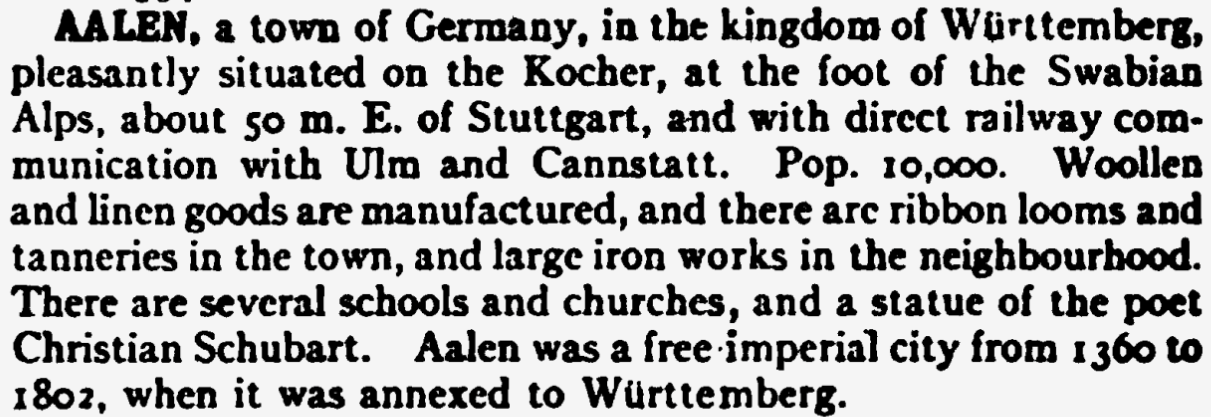 AALEN, a town of Germany, in the kingdom of Württemberg,
pleasantly situated on the Kocher, at the foot of the Swabian
Alps, about 50 m. E. of Stuttgart, and with direct railway com-
munication with Ulm and Cannstatt. Pop. 10,000. Woollen
and linen goods are manufactured, and there are ribbon looms and
tanneries in the town, and large iron works in the neighbourhood.
There are several schools and churches, and a statue of the poet
Christian Schubart. Aalen was a free imperial city from 1360 to
1802, when it was annexed to Württemberg.